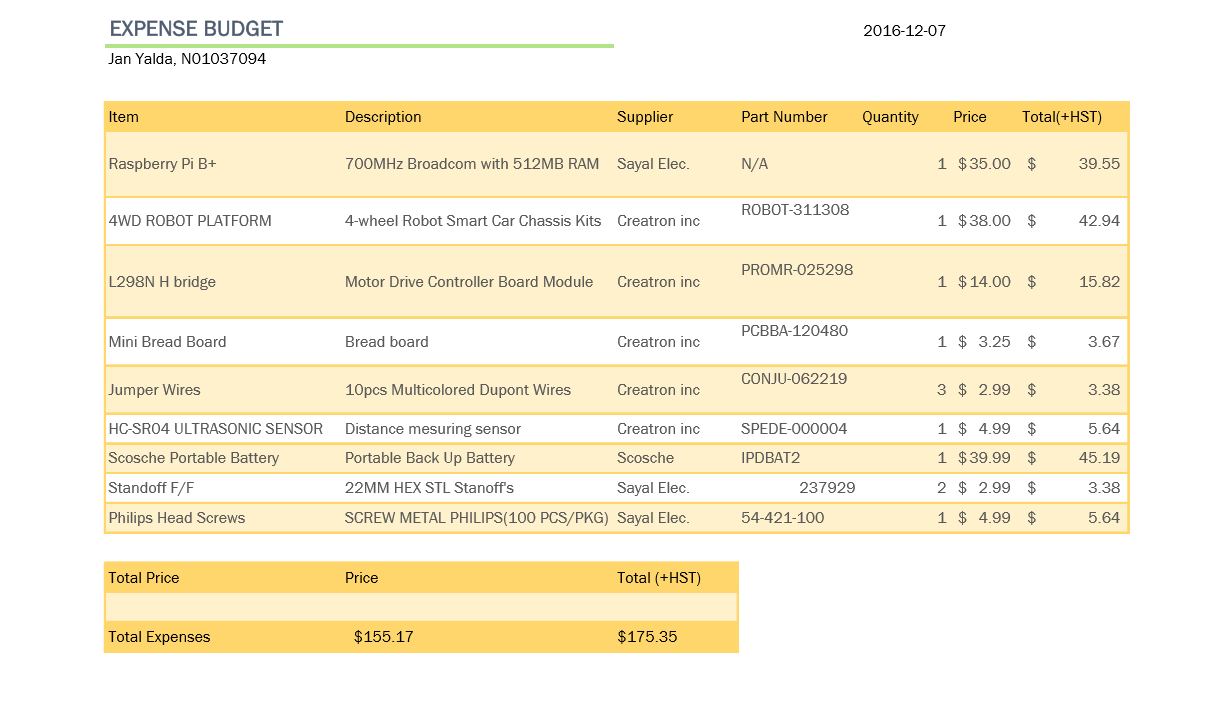 EXPENSE BUDGET 2016-12-07
Jan Yalda, N01037094
Item Description Supplier Part Number Quantity Price Total(+HST)
Raspberry Pi B+ 700MHz Broadcom with 512MB RAM Sayal Elec. N/A 1 $35.00 $ 39.55
4WD ROBOT PLATFORM 4-wheel Robot Smart Car Chassis Kits Creatron inc ROBOT-311308 1 $38.00 $ 42.94
L298N H bridge Motor Drive Controller Board Module Creatron inc PROMR-025298 1 $14.00 $ 15.82
Mini Bread Board Bread board Creatron inc PCBBA-120480 1 $ 3.25 $ 3.67
Jumper Wires 10pcs Multicolored Dupont Wires Creatron inc CONJU-062219 3 $ 2.99 $ 3.38
HC-SR04 ULTRASONIC SENSOR Distance mesuring sensor Creatron inc SPEDE-000004 1 $ 4.99 $ 5.64
Scosche Portable Battery Portable Back Up Battery Scosche IPDBAT2 1 $39.99 $ 45.19
Standoff F/F 22MM HEX STL Stanoff's Sayal Elec. 237929 2 $ 2.99 $ 3.38
Philips Head Screws SCREW METAL PHILIPS(100 PCS/PKG) Sayal Elec. 54-421-100 1 $ 4.99 $ 5.64
Total Price Price Total (+HST)
Total Expenses $155.17 $175.35